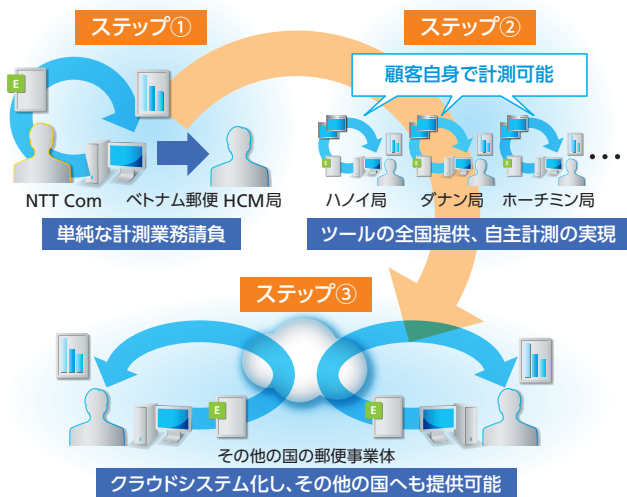 ステップ①
ステップ②
顧客自身で計測可能
E
E
E
E
NTT Com
ベトナム郵便 HCM局
ハノイ局
ダナン局
ホーチミン局
…
単純な計測業務請負
ツールの全国提供、自主計測の実現
ステップ③
E
E
その他の国の郵便事業体
クラウドシステム化し、その他の国へも提供可能